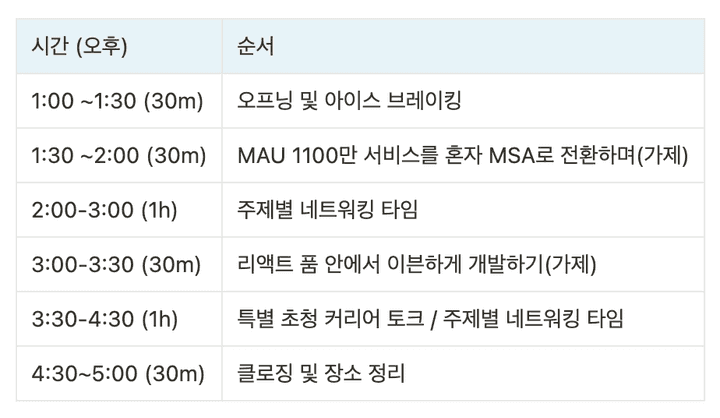 시간 (오후) 순서
1:00 ~1:30 (30m) 오프닝 및 아이스 브레이킹
1:30 ~2:00 (30m) MAU 1100만 서비스를 혼자 MSA로 전환하며(가제)
2:00-3:00 (1h) 주제별 네트워킹 타임
3:00-3:30 (30m) 리액트 품 안에서 이븐하게 개발하기(가제)
3:30-4:30 (1h) 특별 초청 커리어 토크 / 주제별 네트워킹 타임
4:30~5:00 (30m) 클로징 및 장소 정리